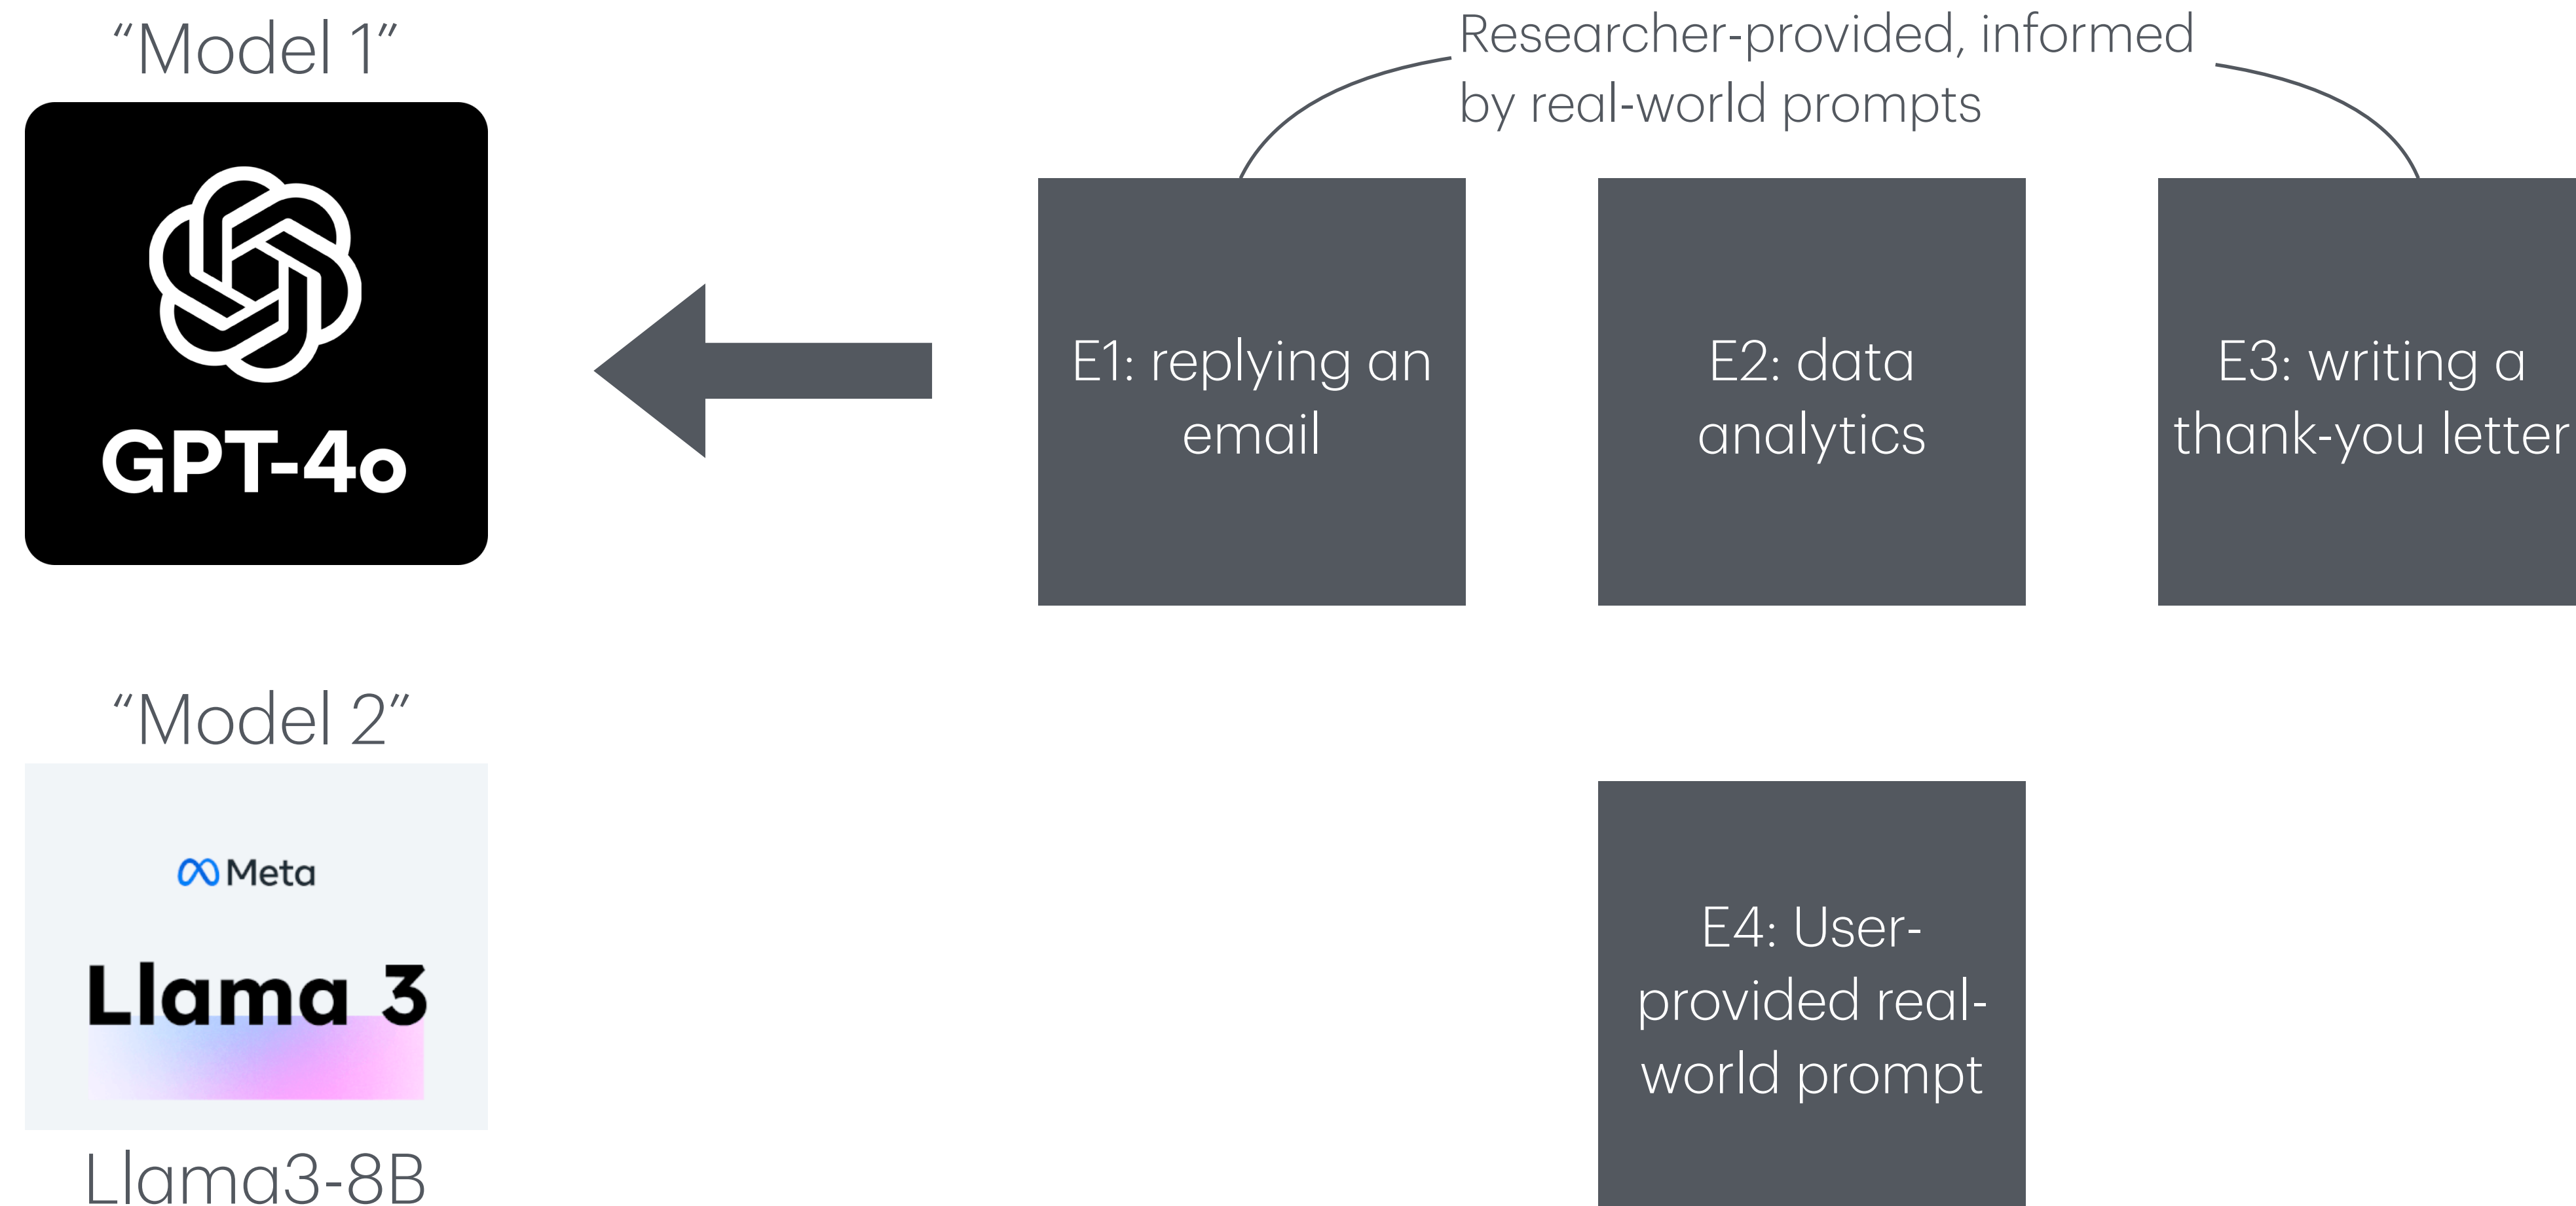 “Model 1”
GPT-4o
Researcher-provided, informed
by real-world prompts
E1: replying an
email
E2: data
analytics
E3: writing a
thank-you letter
“Model 2”
Meta
Llama 3
Llama3-8B
E4: User-
provided real-
world prompt